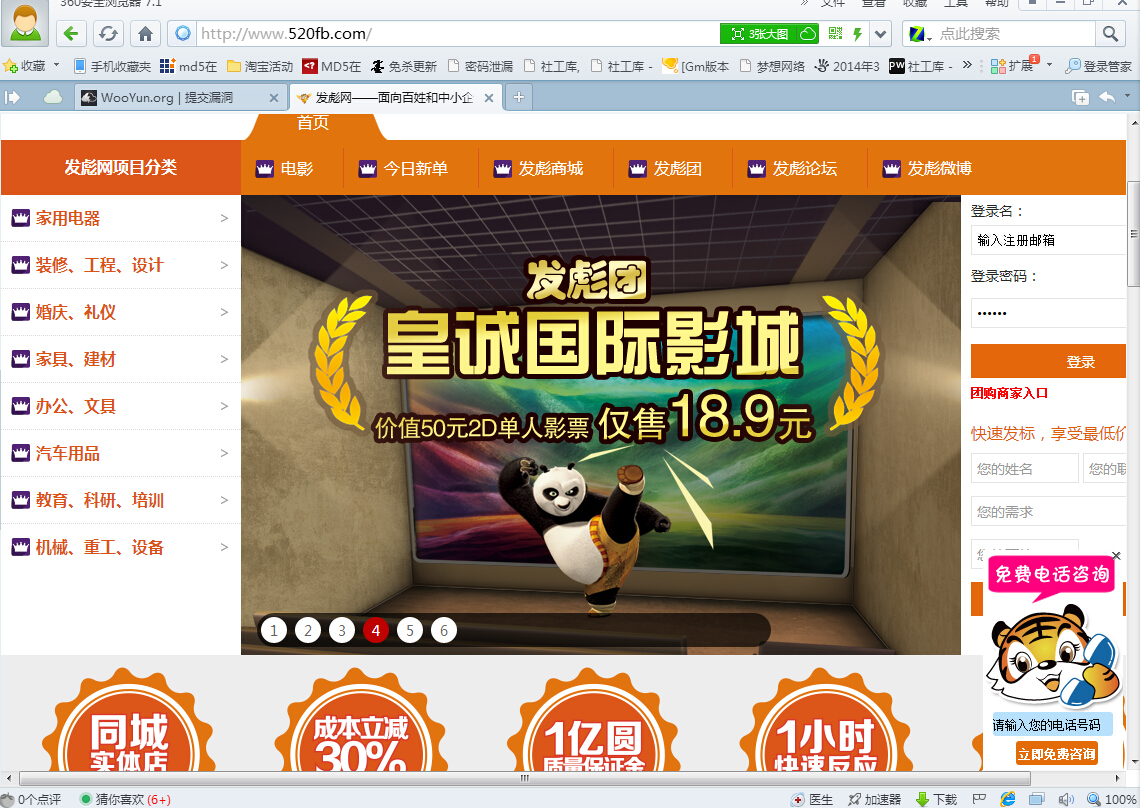 360安全浏览器 7.1
» 文件 查看 收藏 工具 帮助
http://www.520fb.com/
3张大图
点此搜索
收藏 手机收藏夹 md5在 淘宝活动 MD5在 免杀更新 密码泄漏 社工库, 社工库 - [Gm版本 梦想网络 2014年3 社工库 - » 扩展 1 登录管家
WooYun.org | 提交漏洞
发彪网——面向百姓和中小企
首页
发彪网项目分类
电影 今日新单 发彪商城 发彪团 发彪论坛 发彪微博
家用电器 >
装修、工程、设计 >
婚庆、礼仪 >
家具、建材 >
办公、文具 >
汽车用品 >
教育、科研、培训 >
机械、重工、设备 >
发彪团
皇诚国际影城
价值50元2D单人影票 仅售18.9元
1 2 3 4 5 6
登录名：
输入注册邮箱
登录密码：
••••••
登录
团购商家入口
快速发标，享受最低价
您的姓名
您的联
您的需求
免费电话咨询
请输入您的电话号码
立即免费咨询
同城
实体店
成本立减
30%
1亿圆
质量保证金
1小时
快速反应
0个点评 猜你喜欢 (6+)
医生 加速器 下载 100%